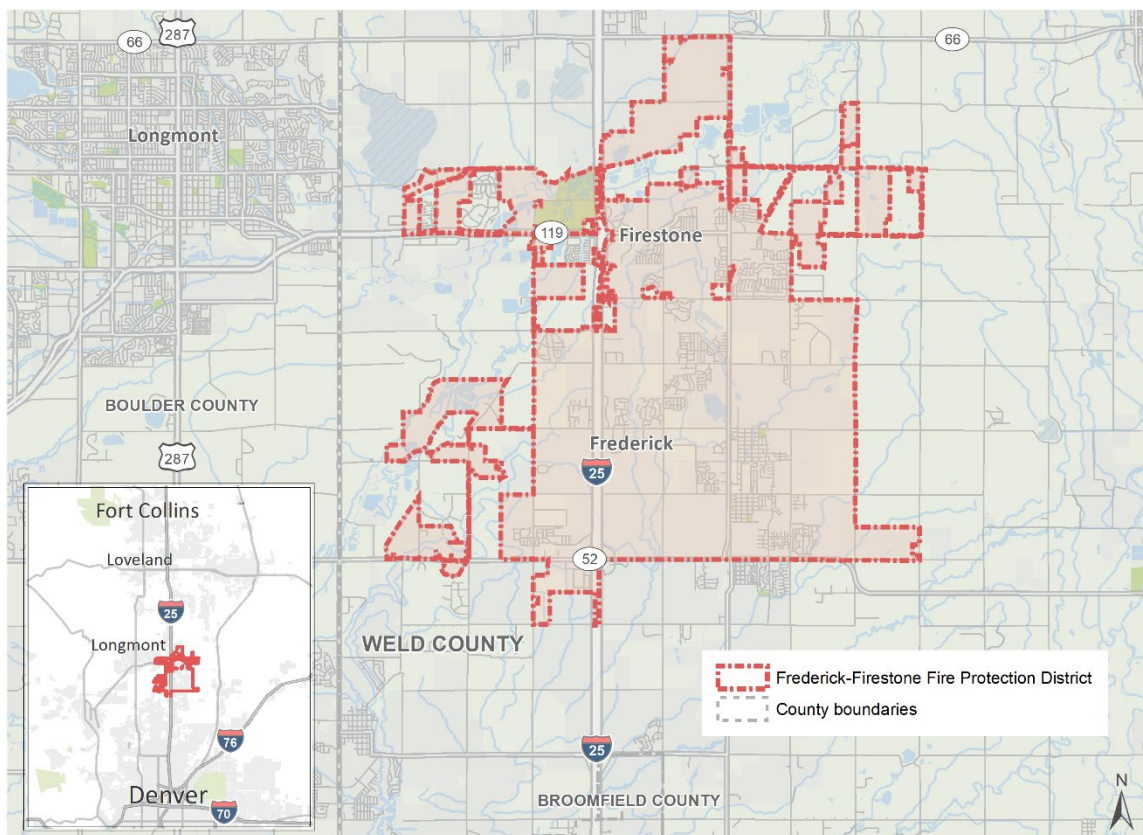 66
287
66
Longmont
119
Firestone
BOULDER COUNTY
287
Frederick
25
52
WELD COUNTY
Frederick-Firestone Fire Protection District
County boundaries
25
BROOMFIELD COUNTY
N
Fort Collins
Loveland
25
Longmont
76
Denver
70